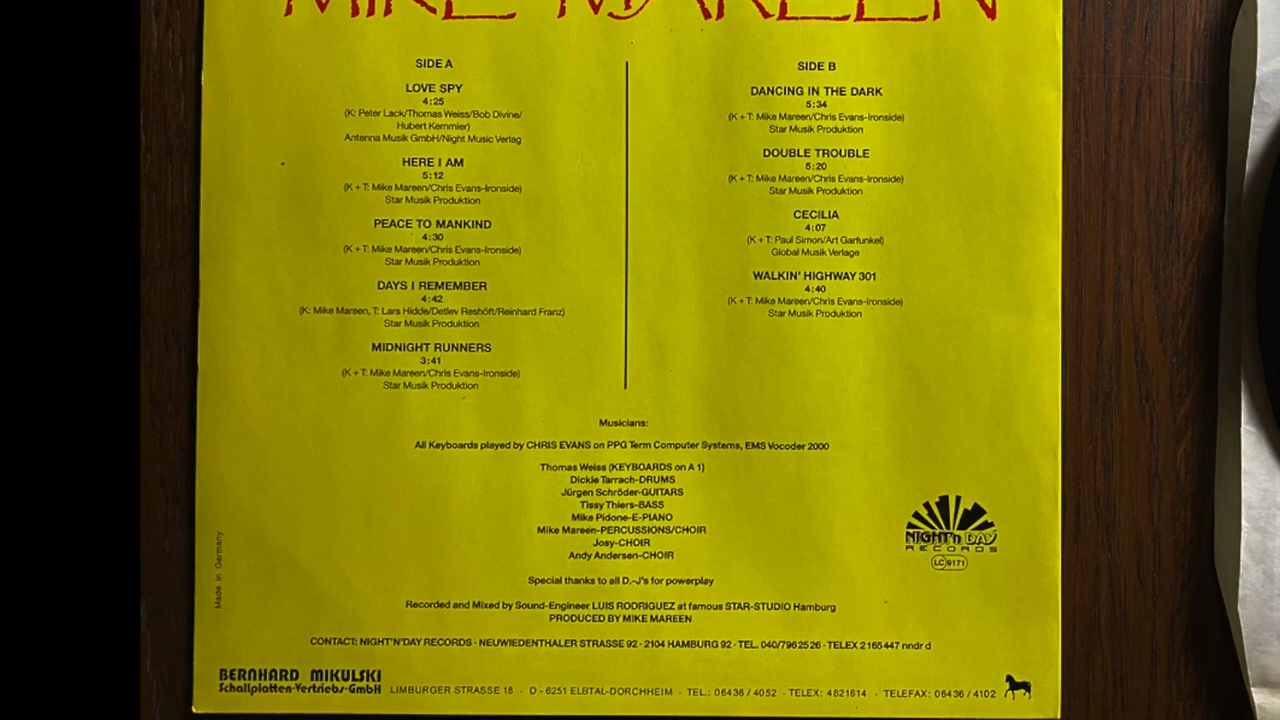 MIKE MAREEN
SIDE A
LOVE SPY
4:25
(K: Peter Lack/Thomas Weiss/Bob Divine/
Hubert Kemmler)
Antenna Musik GmbH/Night Music Verlag
HERE I AM
5:12
(K + T: Mike Mareen/Chris Evans-Ironside)
Star Musik Produktion
PEACE TO MANKIND
4:30
(K + T: Mike Mareen/Chris Evans-Ironside)
Star Musik Produktion
DAYS I REMEMBER
4:42
(K: Mike Mareen, T: Lars Hidde/Detlev Reshöft/Reinhard Franz)
Star Musik Produktion
MIDNIGHT RUNNERS
3:41
(K + T: Mike Mareen/Chris Evans-Ironside)
Star Musik Produktion
SIDE B
DANCING IN THE DARK
5:34
(K + T: Mike Mareen/Chris Evans-Ironside)
Star Musik Produktion
DOUBLE TROUBLE
5:20
(K + T: Mike Mareen/Chris Evans-Ironside)
Star Musik Produktion
CECILIA
4:07
(K + T: Paul Simon/Art Garfunkel)
Global Musik Verlage
WALKIN' HIGHWAY 301
4:40
(K + T: Mike Mareen/Chris Evans-Ironside)
Star Musik Produktion
Musicians:
All Keyboards played by CHRIS EVANS on PPG Term Computer Systems, EMS Vocoder 2000
Thomas Weiss (KEYBOARDS on A 1)
Dickie Tarrach-DRUMS
Jürgen Schröder-GUITARS
Tissy Thiers-BASS
Mike Pidone-E-PIANO
Mike Mareen-PERCUSSIONS/CHOIR
Josy-CHOIR
Andy Andersen-CHOIR
Special thanks to all D.-J's for powerplay
Recorded and Mixed by Sound-Engineer LUIS RODRIGUEZ at famous STAR-STUDIO Hamburg
PRODUCED BY MIKE MAREEN
CONTACT: NIGHT'N'DAY RECORDS · NEUWIEDENTHALER STRASSE 92 · 2104 HAMBURG 92 · TEL. 040/796 25 26 · TELEX 2 165 447 nndr d
NIGHT'n DAY
RECORDS
LC 9171
Made in Germany
BERNHARD MIKULSKI
Schallplatten-Vertriebs-GmbH
LIMBURGER STRASSE 18 · D - 6251 ELBTAL-DORCHHEIM · TEL.: 06436 / 4052 · TELEX: 4821614 · TELEFAX: 06436 / 4102